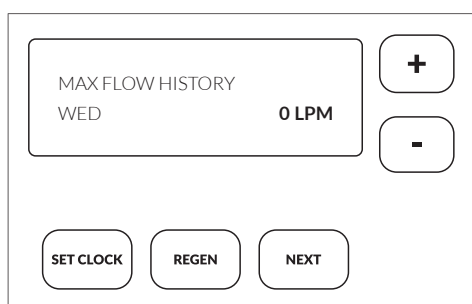 MAX FLOW HISTORY
WED 0 LPM
+
-
SET CLOCK REGEN NEXT